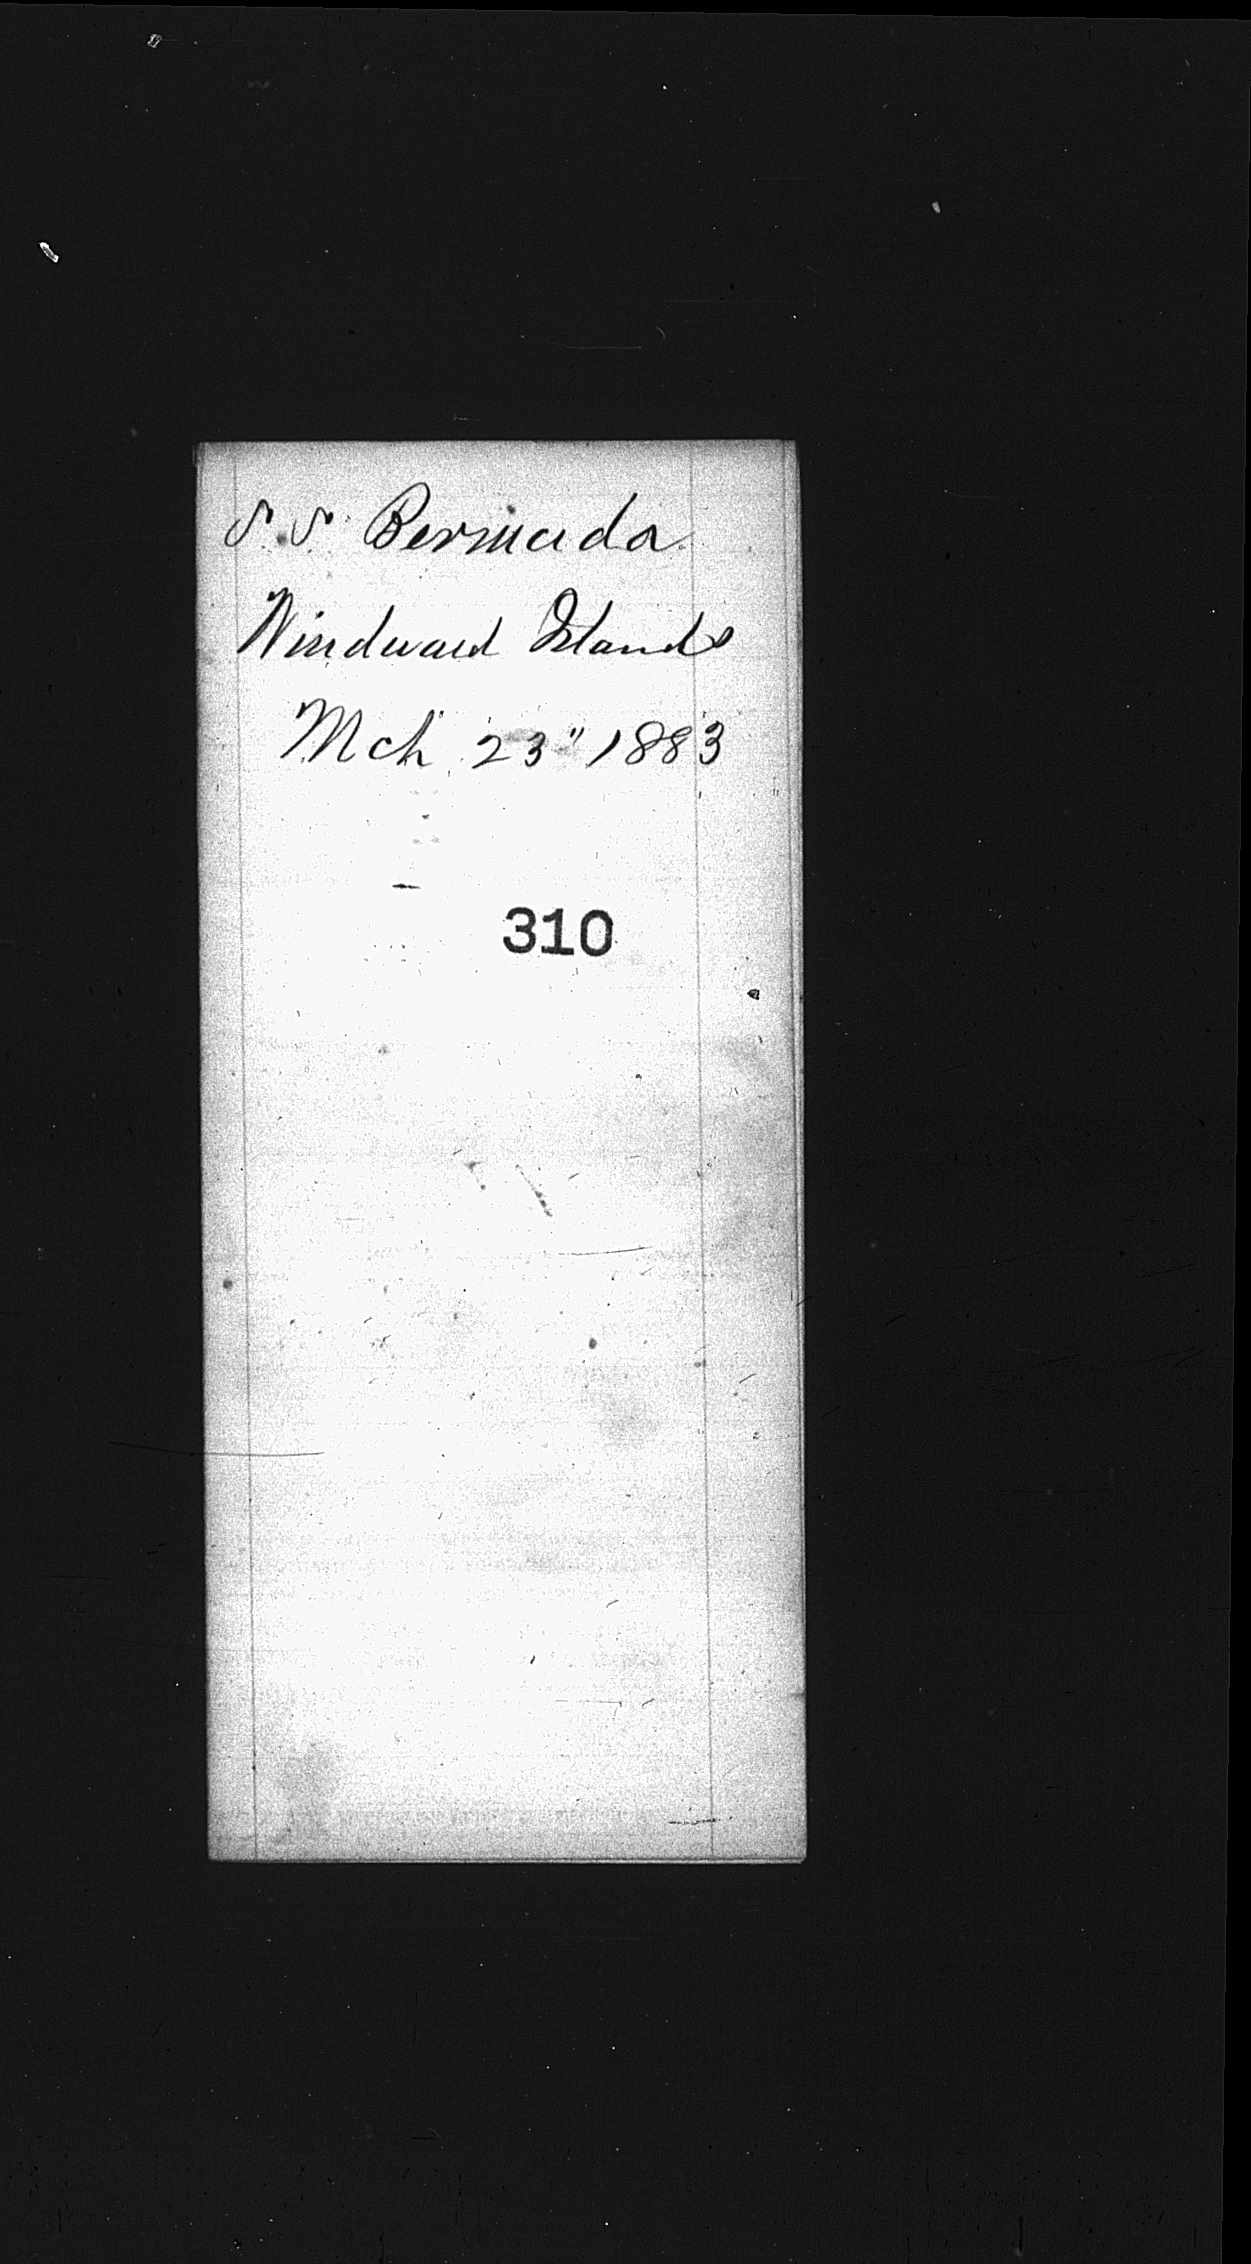 S. S. Bermuda
Windward Islands
Mch 23" 1883
310